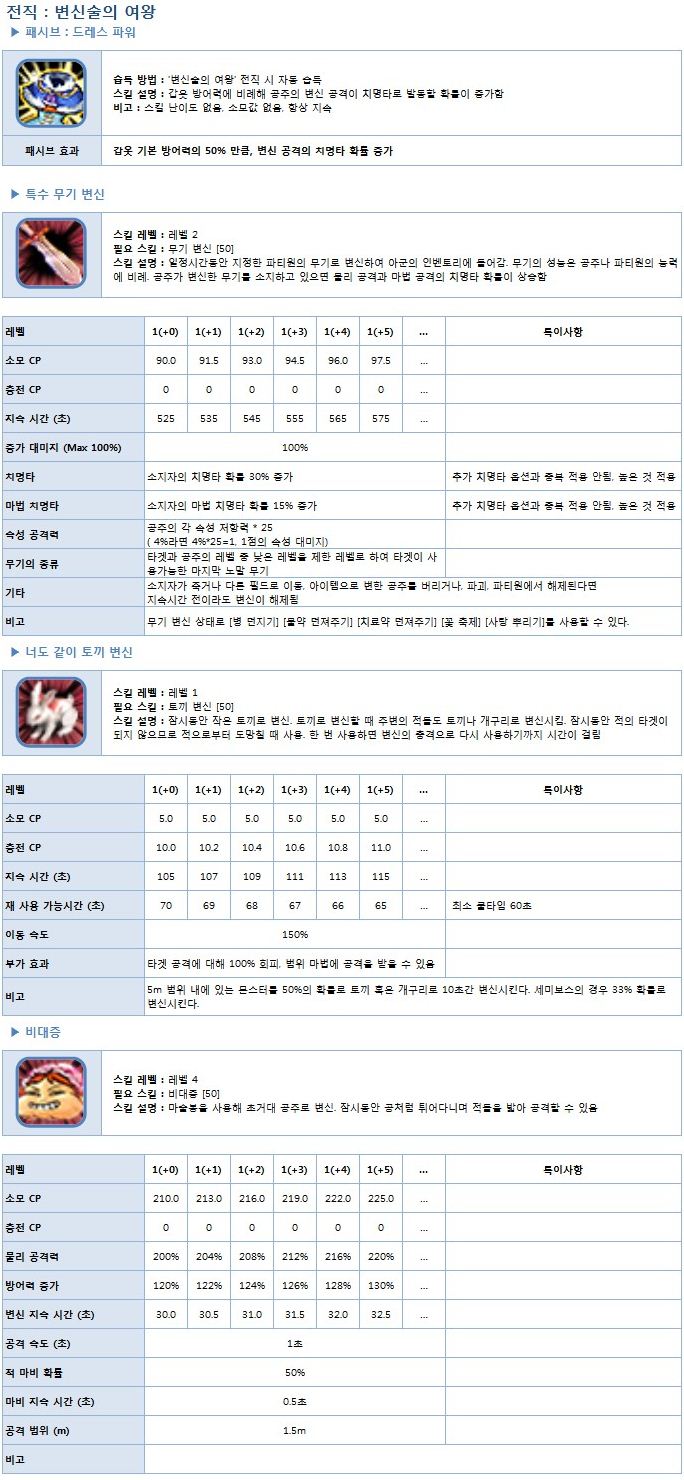 전직 : 변신술의 여왕
▶ 패시브 : 드레스 파워
습득 방법 : '변신술의 여왕' 전직 시 자동 습득
스킬 설명 : 갑옷 방어력에 비례해 공주의 변신 공격이 치명타로 발동할 확률이 증가함
비고 : 스킬 난이도 없음, 소모값 없음, 항상 지속
패시브 효과 갑옷 기본 방어력의 50% 만큼, 변신 공격의 치명타 확률 증가
▶ 특수 무기 변신
스킬 레벨 : 레벨 2
필요 스킬 : 무기 변신 [50]
스킬 설명 : 일정시간동안 지정한 파티원의 무기로 변신하여 아군의 인벤토리에 들어감. 무기의 성능은 공주나 파티원의 능력
에 비례. 공주가 변신한 무기를 소지하고 있으면 물리 공격과 마법 공격의 치명타 확률이 상승함
레벨 1(+0) 1(+1) 1(+2) 1(+3) 1(+4) 1(+5) ... 특이사항
소모 CP 90.0 91.5 93.0 94.5 96.0 97.5 ...
충전 CP 0 0 0 0 0 0 ...
지속 시간 (초) 525 535 545 555 565 575 ...
증가 대미지 (Max 100%) 100%
치명타 소지자의 치명타 확률 30% 증가 추가 치명타 옵션과 중복 적용 안됨, 높은 것 적용
마법 치명타 소지자의 마법 치명타 확률 15% 증가 추가 치명타 옵션과 중복 적용 안됨, 높은 것 적용
속성 공격력 공주의 각 속성 저항력 * 25
( 4%라면 4%*25=1, 1점의 속성 대미지)
무기의 종류 타겟과 공주의 레벨 중 낮은 레벨을 제한 레벨로 하여 타겟이 사
용가능한 마지막 노말 무기
기타 소지자가 죽거나 다른 필드로 이동, 아이템으로 변한 공주를 버리거나, 파괴, 파티원에서 해제된다면
지속시간 전이라도 변신이 해제됨
비고 무기 변신 상태로 [병 던지기] [물약 던져주기] [치료약 던져주기] [꽃 축제] [사탕 뿌리기]를 사용할 수 있다.
▶ 너도 같이 토끼 변신
스킬 레벨 : 레벨 1
필요 스킬 : 토끼 변신 [50]
스킬 설명 : 잠시동안 작은 토끼로 변신. 토끼로 변신할 때 주변의 적들도 토끼나 개구리로 변신시킴. 잠시동안 적의 타겟이
되지 않으므로 적으로부터 도망칠 때 사용. 한 번 사용하면 변신의 충격으로 다시 사용하기까지 시간이 걸림
레벨 1(+0) 1(+1) 1(+2) 1(+3) 1(+4) 1(+5) ... 특이사항
소모 CP 5.0 5.0 5.0 5.0 5.0 5.0 ...
충전 CP 10.0 10.2 10.4 10.6 10.8 11.0 ...
지속 시간 (초) 105 107 109 111 113 115 ...
재 사용 가능시간 (초) 70 69 68 67 66 65 ... 최소 쿨타임 60초
이동 속도 150%
부가 효과 타겟 공격에 대해 100% 회피, 범위 마법에 공격을 받을 수 있음
비고 5m 범위 내에 있는 몬스터를 50%의 확률로 토끼 혹은 개구리로 10초간 변신시킨다. 세미보스의 경우 33% 확률로
변신시킨다.
▶ 비대증
스킬 레벨 : 레벨 4
필요 스킬 : 비대증 [50]
스킬 설명 : 마술봉을 사용해 초거대 공주로 변신. 잠시동안 공처럼 튀어다니며 적들을 밟아 공격할 수 있음
레벨 1(+0) 1(+1) 1(+2) 1(+3) 1(+4) 1(+5) ... 특이사항
소모 CP 210.0 213.0 216.0 219.0 222.0 225.0 ...
충전 CP 0 0 0 0 0 0 ...
물리 공격력 200% 204% 208% 212% 216% 220% ...
방어력 증가 120% 122% 124% 126% 128% 130% ...
변신 지속 시간 (초) 30.0 30.5 31.0 31.5 32.0 32.5 ...
공격 속도 (초) 1초
적 마비 확률 50%
마비 지속 시간 (초) 0.5초
공격 범위 (m) 1.5m
비고